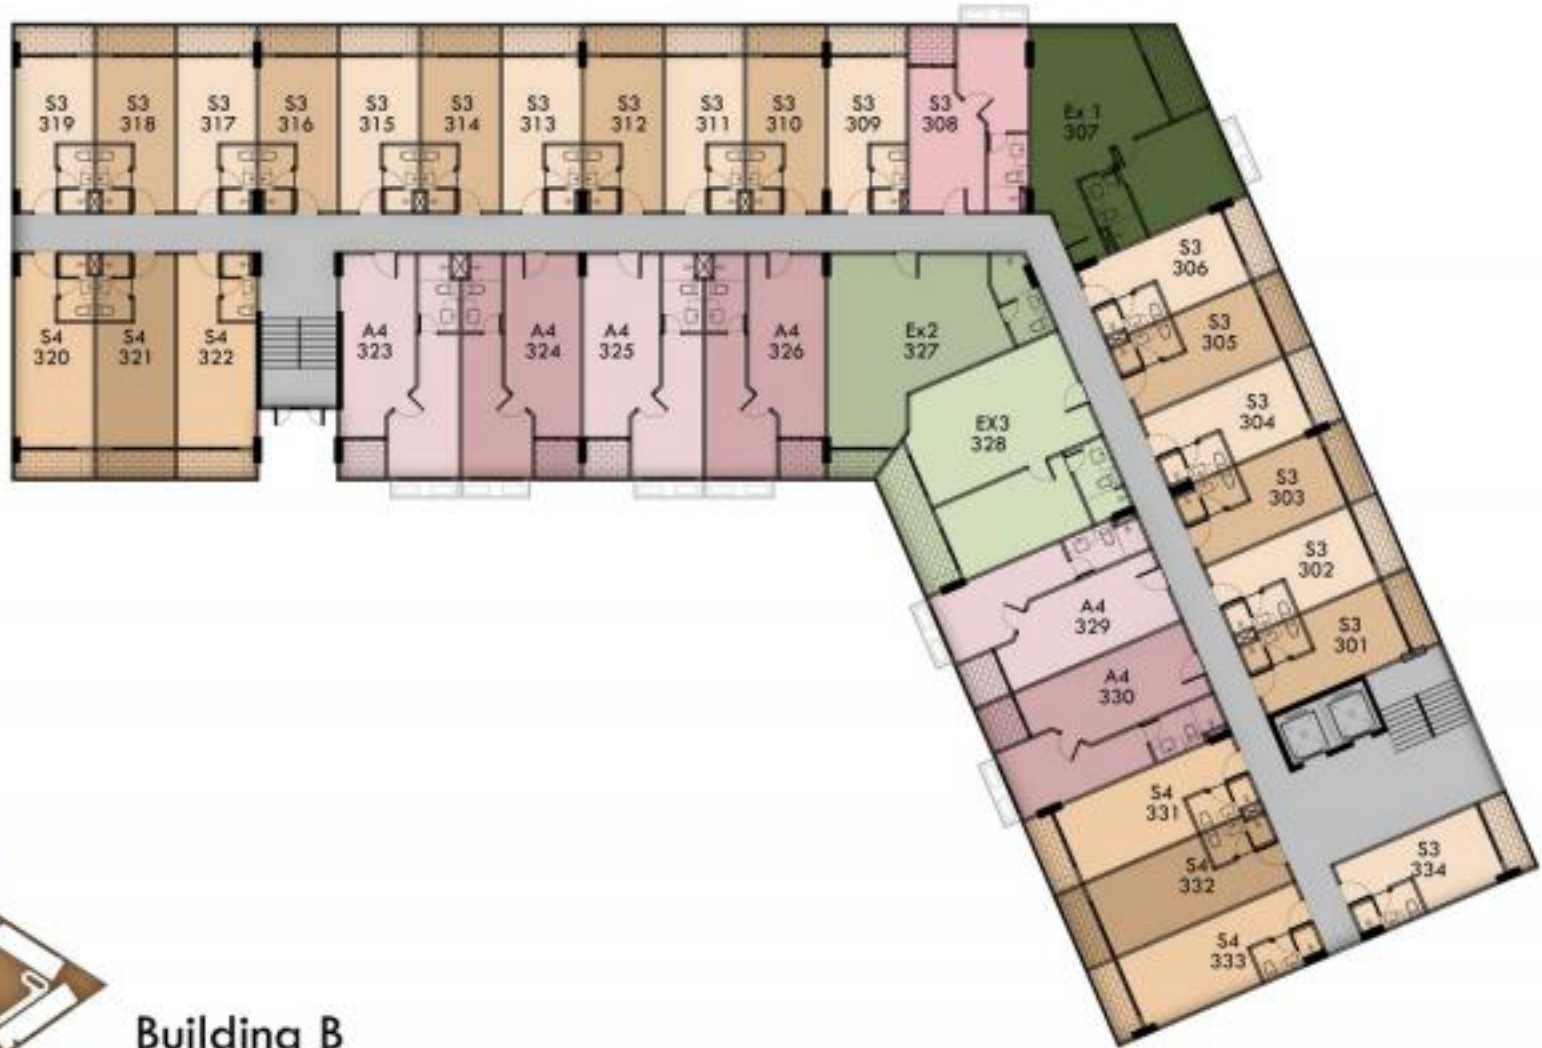 S3
319
S3
318
S3
317
S3
316
S3
315
S3
314
S3
313
S3
312
S3
311
S3
310
S3
309
S3
308
Ex 1
307
S3
306
S3
305
S3
304
S3
303
S3
302
S3
301
S4
320
S4
321
S4
322
A4
323
A4
324
A4
325
A4
326
Ex2
327
EX3
328
A4
329
A4
330
S4
331
S4
332
S4
333
S3
334
Building B